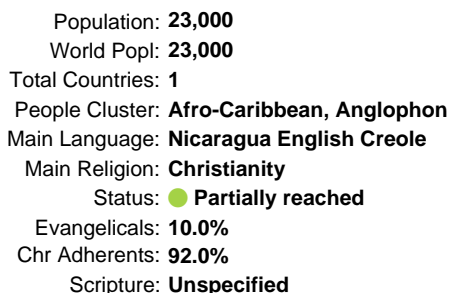 Population: 23,000
World Popl: 23,000
Total Countries: 1
People Cluster: Afro-Caribbean, Anglophon
Main Language: Nicaragua English Creole
Main Religion: Christianity
Status: Partially reached
Evangelicals: 10.0%
Chr Adherents: 92.0%
Scripture: Unspecified